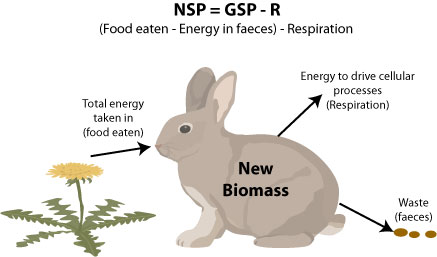 NSP = GSP - R
(Food eaten - Energy in faeces) - Respiration
Energy to drive cellular
processes
(Respiration)
Total energy
taken in
(food eaten)
New
Biomass
Waste
(faeces)